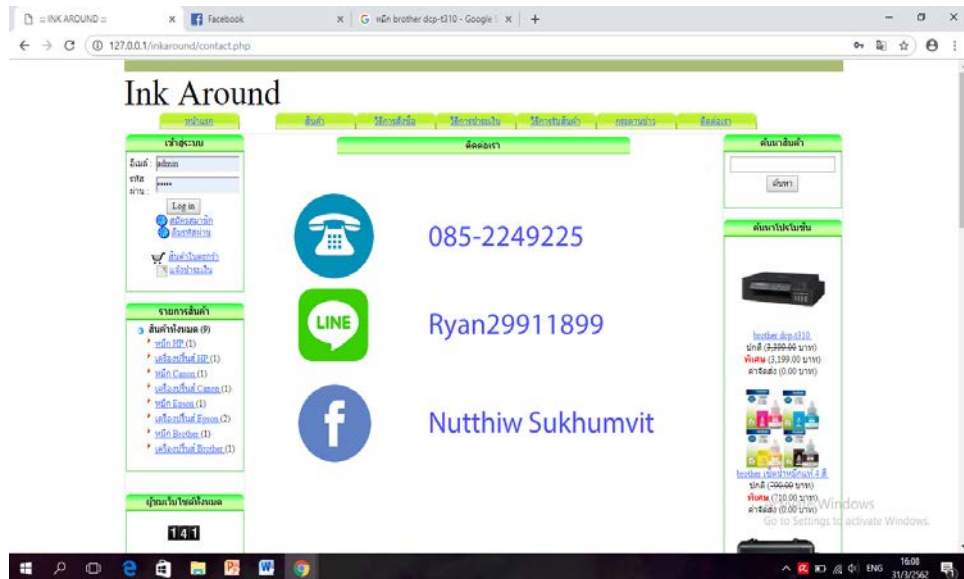 :: INK AROUND ::
Facebook
หมึก brother dcp-t310 - Google
127.0.0.1/inkaround/contact.php
Ink Around
หน้าแรก
สินค้า
วิธีการสั่งซื้อ
วิธีการชำระเงิน
วิธีการรับสินค้า
กระดานข่าว
ติดต่อเรา
เข้าสู่ระบบ
อีเมล์ : admin
รหัสผ่าน :
Log in
สมัครสมาชิก
ลืมรหัสผ่าน
สินค้าในตะกร้า
แจ้งชำระเงิน
รายการสินค้า
สินค้าทั้งหมด (9)
หมึก HP (1)
เครื่องปริ้นส์ HP (1)
หมึก Canon (1)
เครื่องปริ้นส์ Canon (1)
หมึก Epson (1)
เครื่องปริ้นส์ Epson (2)
หมึก Brother (1)
เครื่องปริ้นส์ Brother (1)
ผู้ชมเว็บไซต์ทั้งหมด
141
ติดต่อเรา
085-2249225
LINE
Ryan29911899
f
Nutthiw Sukhumvit
ค้นหาสินค้า
ค้นหา
ค้นหาโปรโมชั่น
brother dcp-t310
ปกติ (3,399.00 บาท)
พิเศษ (3,199.00 บาท)
ค่าจัดส่ง (0.00 บาท)
brother เซ็ตน้ำหมึกแท้ 4 สี
ปกติ (790.00 บาท)
พิเศษ (710.00 บาท)
ค่าจัดส่ง (0.00 บาท)
Activate Windows
Go to Settings to activate Windows.
ENG
16:08
31/3/2562